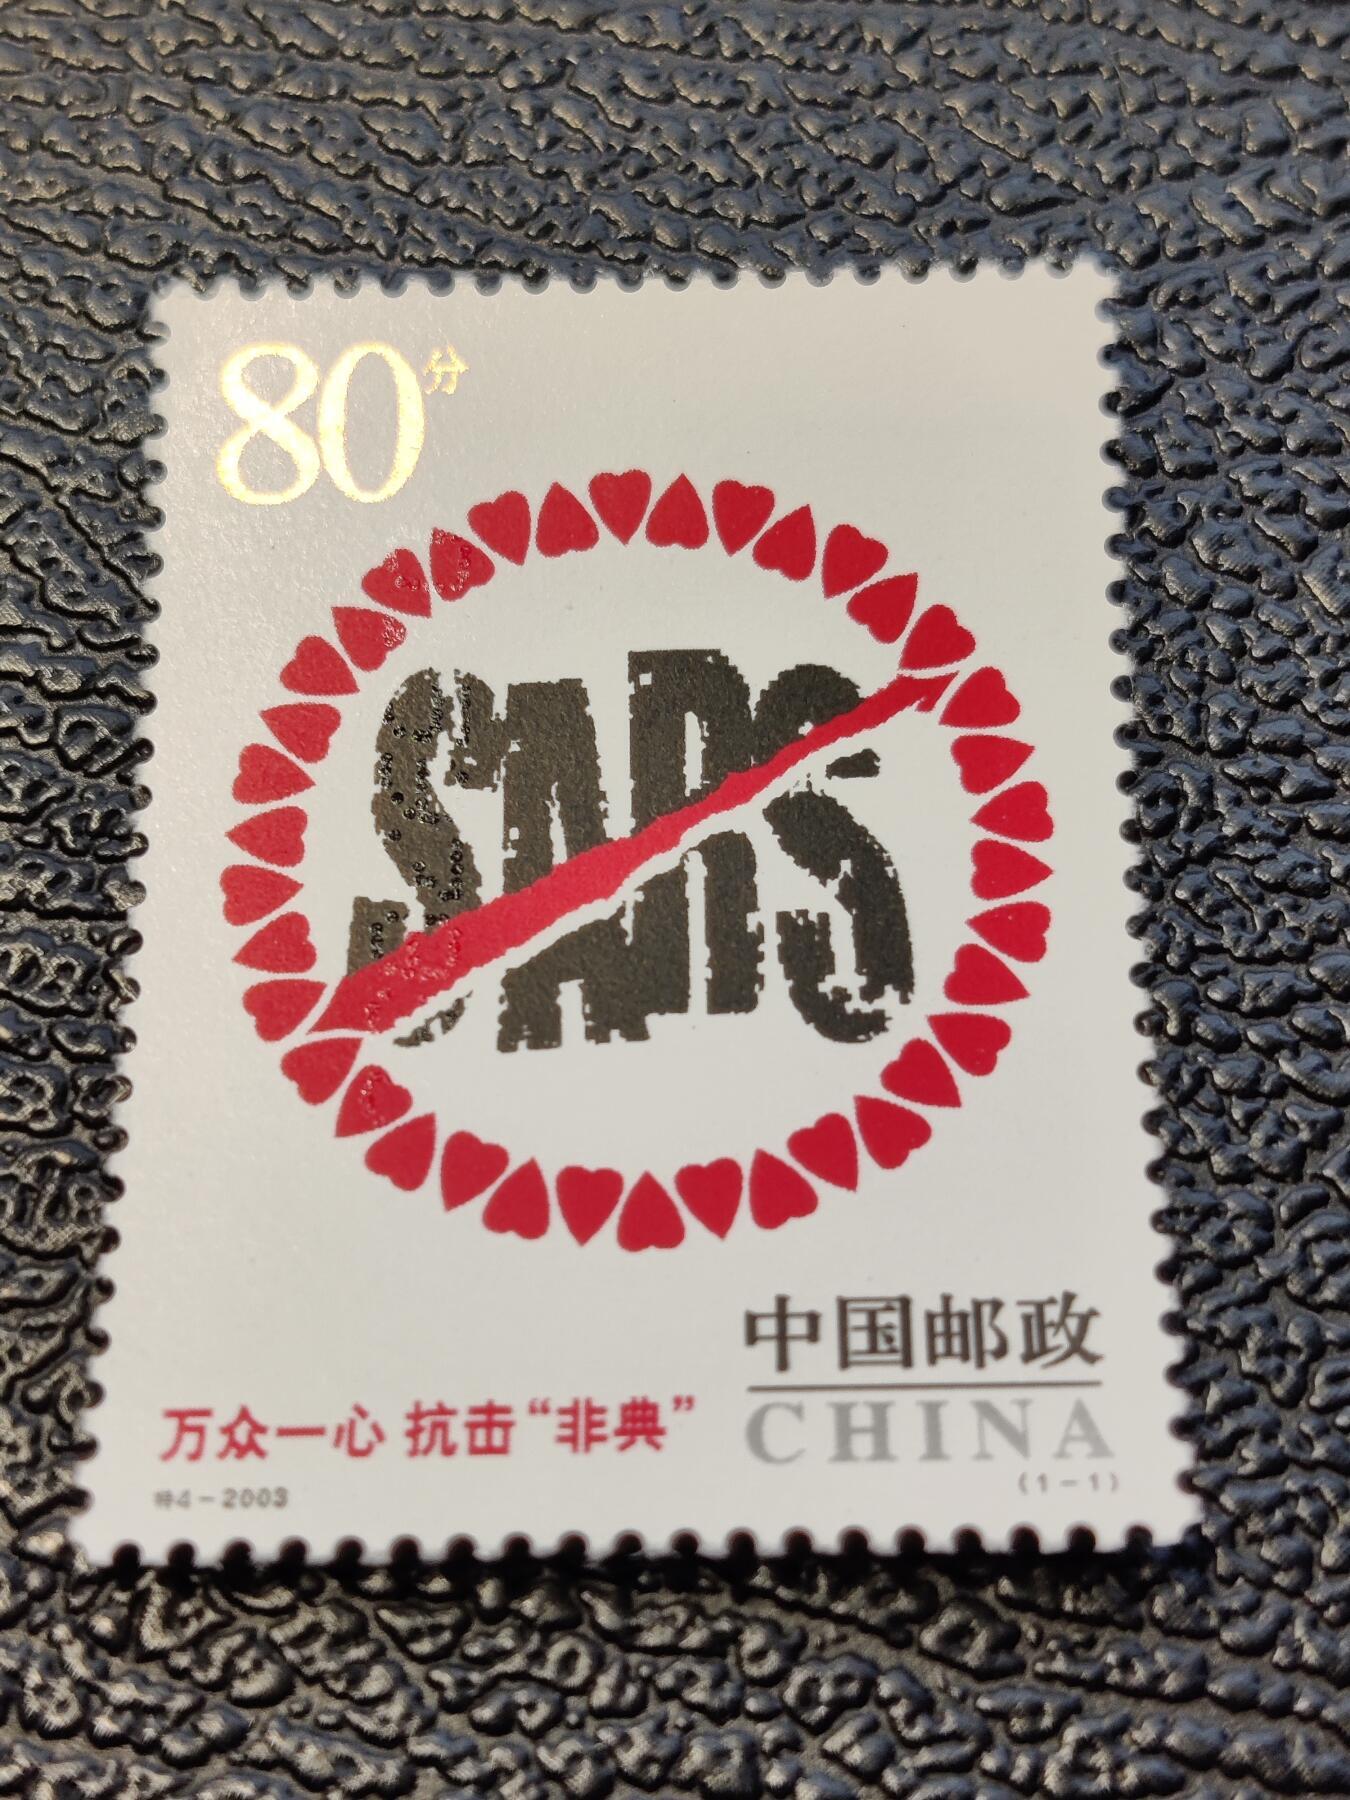 80分
SARS
中国邮政
CHINA
万众一心 抗击“非典”
特4-2003
(1-1)